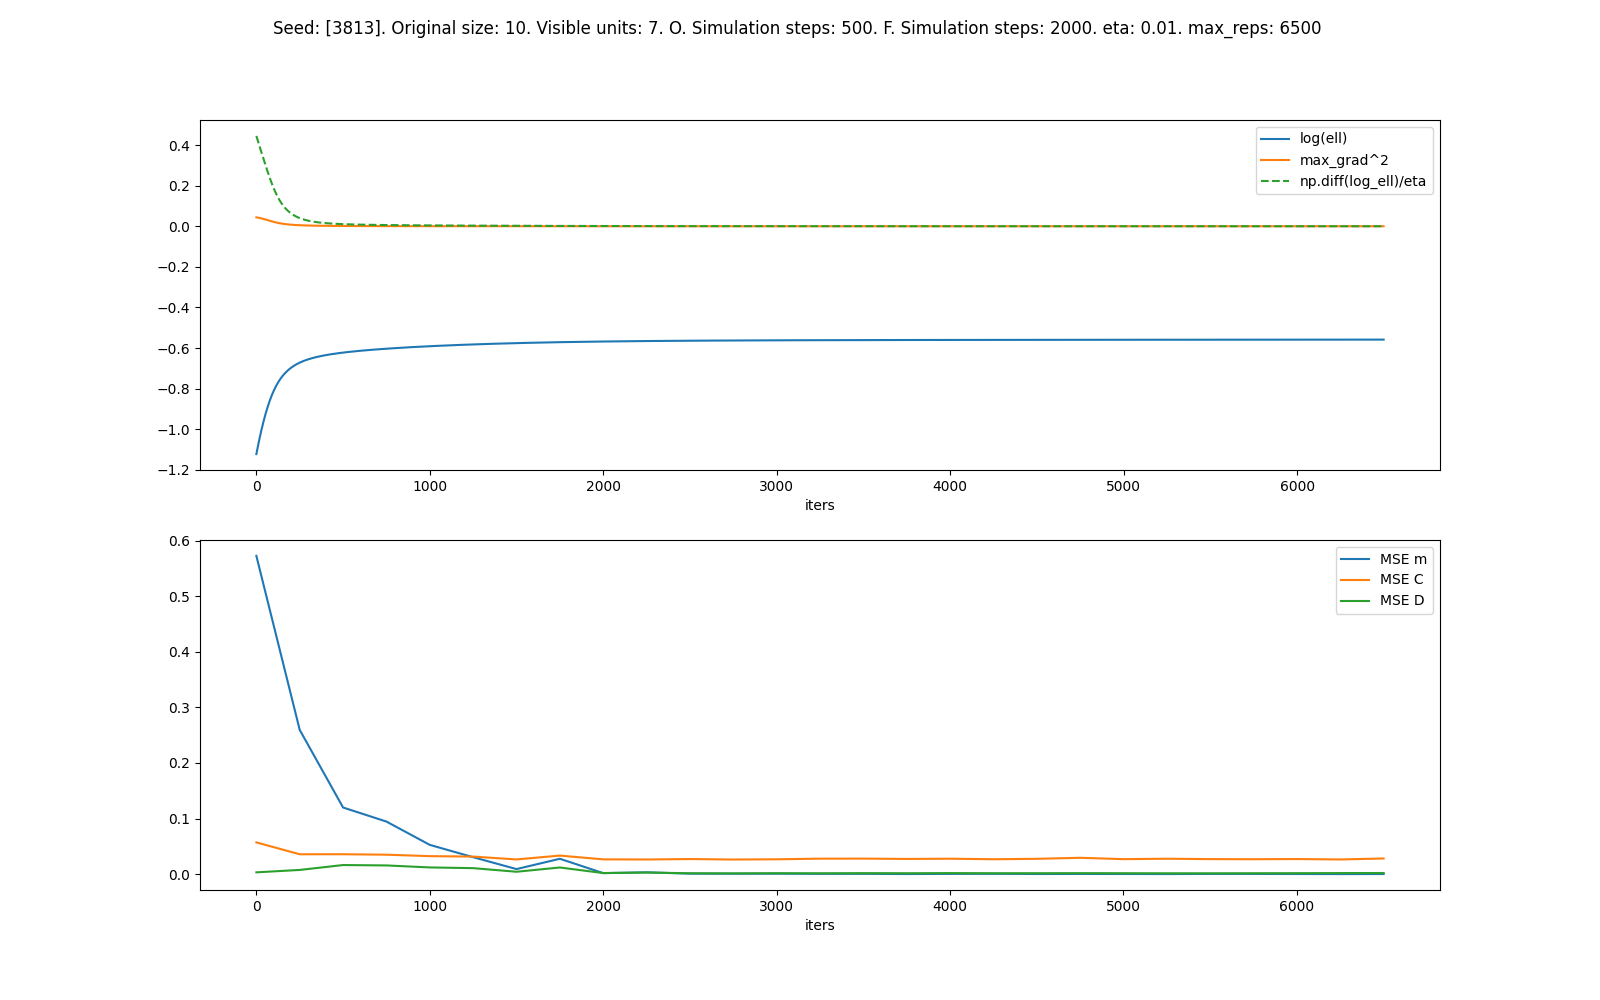 Seed: [3813]. Original size: 10. Visible units: 7. O. Simulation steps: 500. F. Simulation steps: 2000. eta: 0.01. max_reps: 6500
log(ell)
max_grad^2
np.diff(log_ell)/eta
0.4
0.2
0.0
−0.2
−0.4
−0.6
−0.8
−1.0
−1.2
0 1000 2000 3000 4000 5000 6000
iters
MSE m
MSE C
MSE D
0.6
0.5
0.4
0.3
0.2
0.1
0.0
0 1000 2000 3000 4000 5000 6000
iters